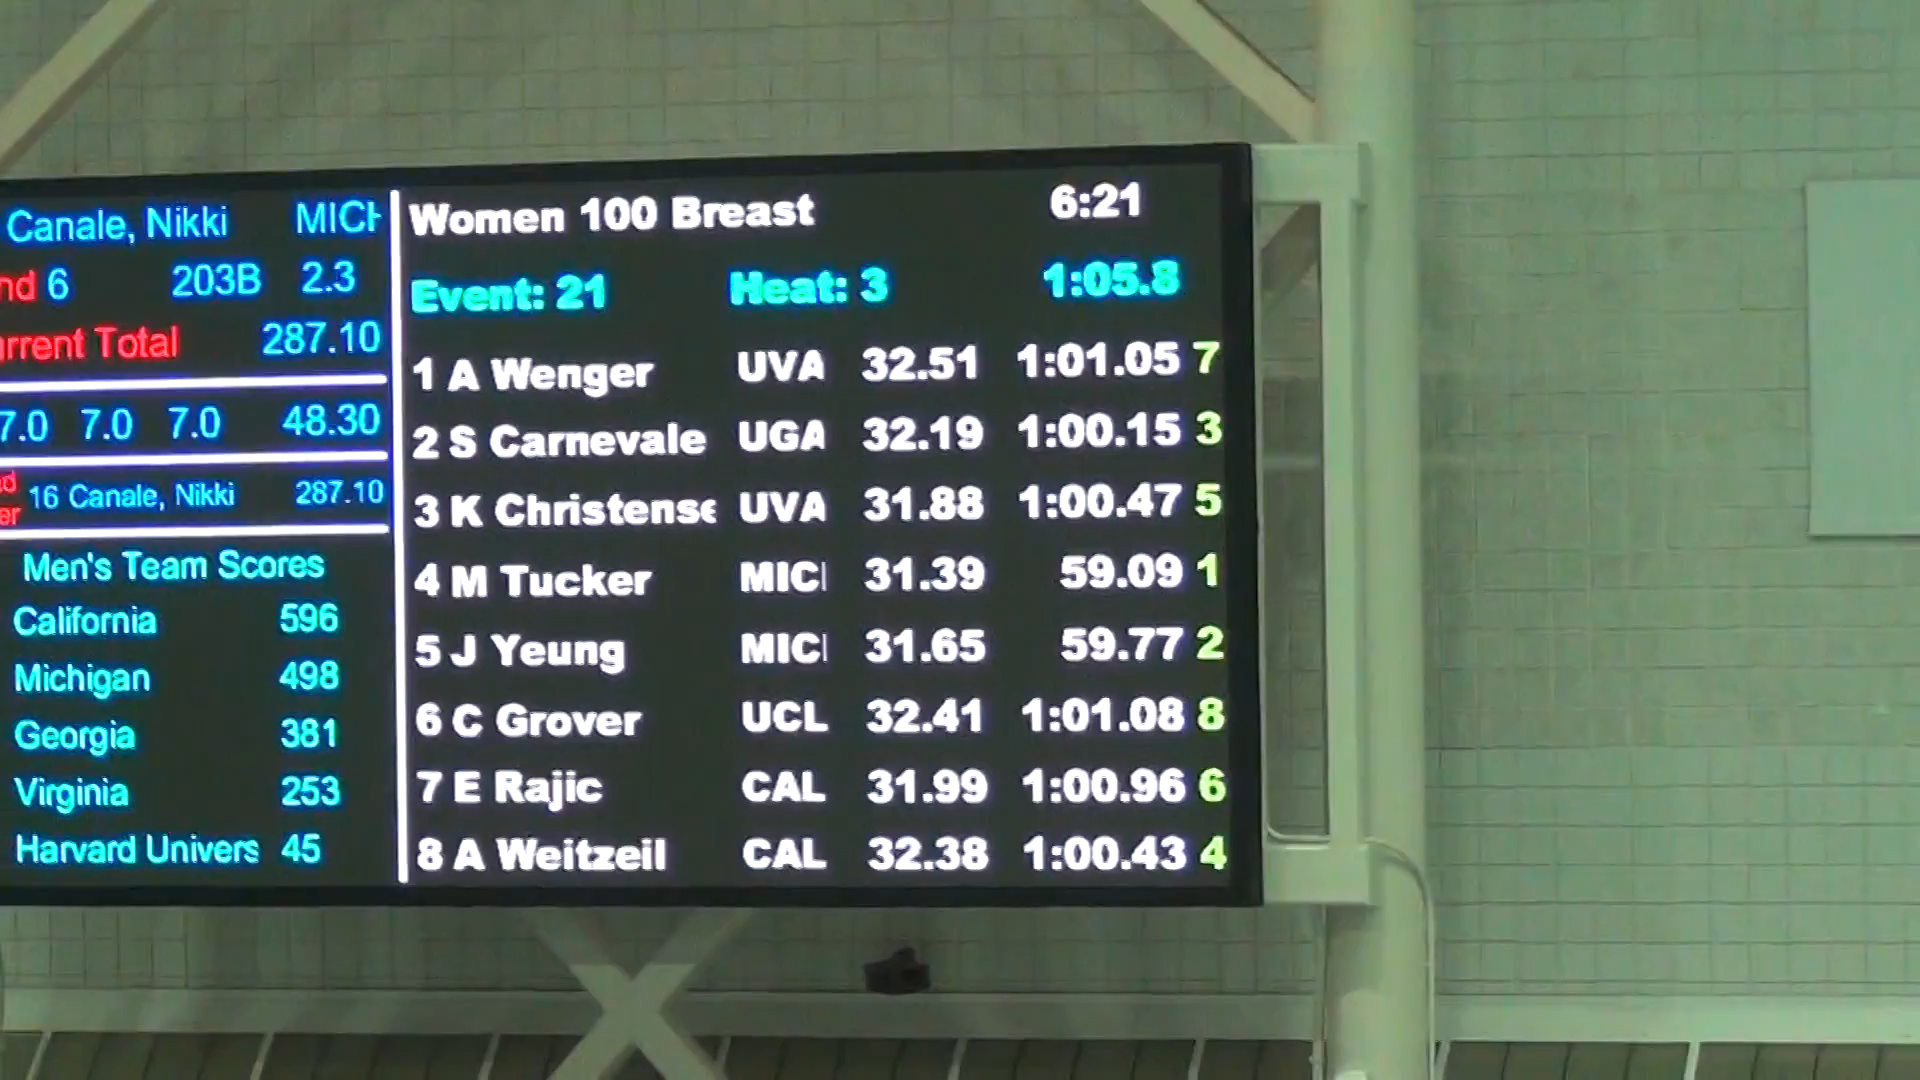 Canale, Nikki MICH
nd 6 203B 2.3
rrent Total 287.10
7.0 7.0 7.0 48.30
16 Canale, Nikki 287.10
Men's Team Scores
California 596
Michigan 498
Georgia 381
Virginia 253
Harvard Univers 45
Women 100 Breast 6:21
Event: 21 Heat: 3 1:05.8
1 A Wenger UVA 32.51 1:01.05 7
2 S Carnevale UGA 32.19 1:00.15 3
3 K Christense UVA 31.88 1:00.47 5
4 M Tucker MIC 31.39 59.09 1
5 J Yeung MIC 31.65 59.77 2
6 C Grover UCL 32.41 1:01.08 8
7 E Rajic CAL 31.99 1:00.96 6
8 A Weitzeil CAL 32.38 1:00.43 4